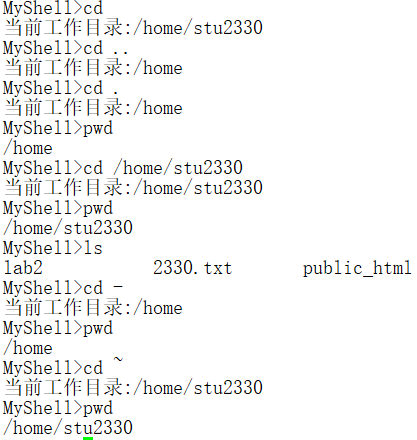 MyShell>cd
当前工作目录:/home/stu2330
MyShell>cd ..
当前工作目录:/home
MyShell>cd .
当前工作目录:/home
MyShell>pwd
/home
MyShell>cd /home/stu2330
当前工作目录:/home/stu2330
MyShell>pwd
/home/stu2330
MyShell>ls
lab2 2330.txt public_html
MyShell>cd -
当前工作目录:/home
MyShell>pwd
/home
MyShell>cd ~
当前工作目录:/home/stu2330
MyShell>pwd
/home/stu2330